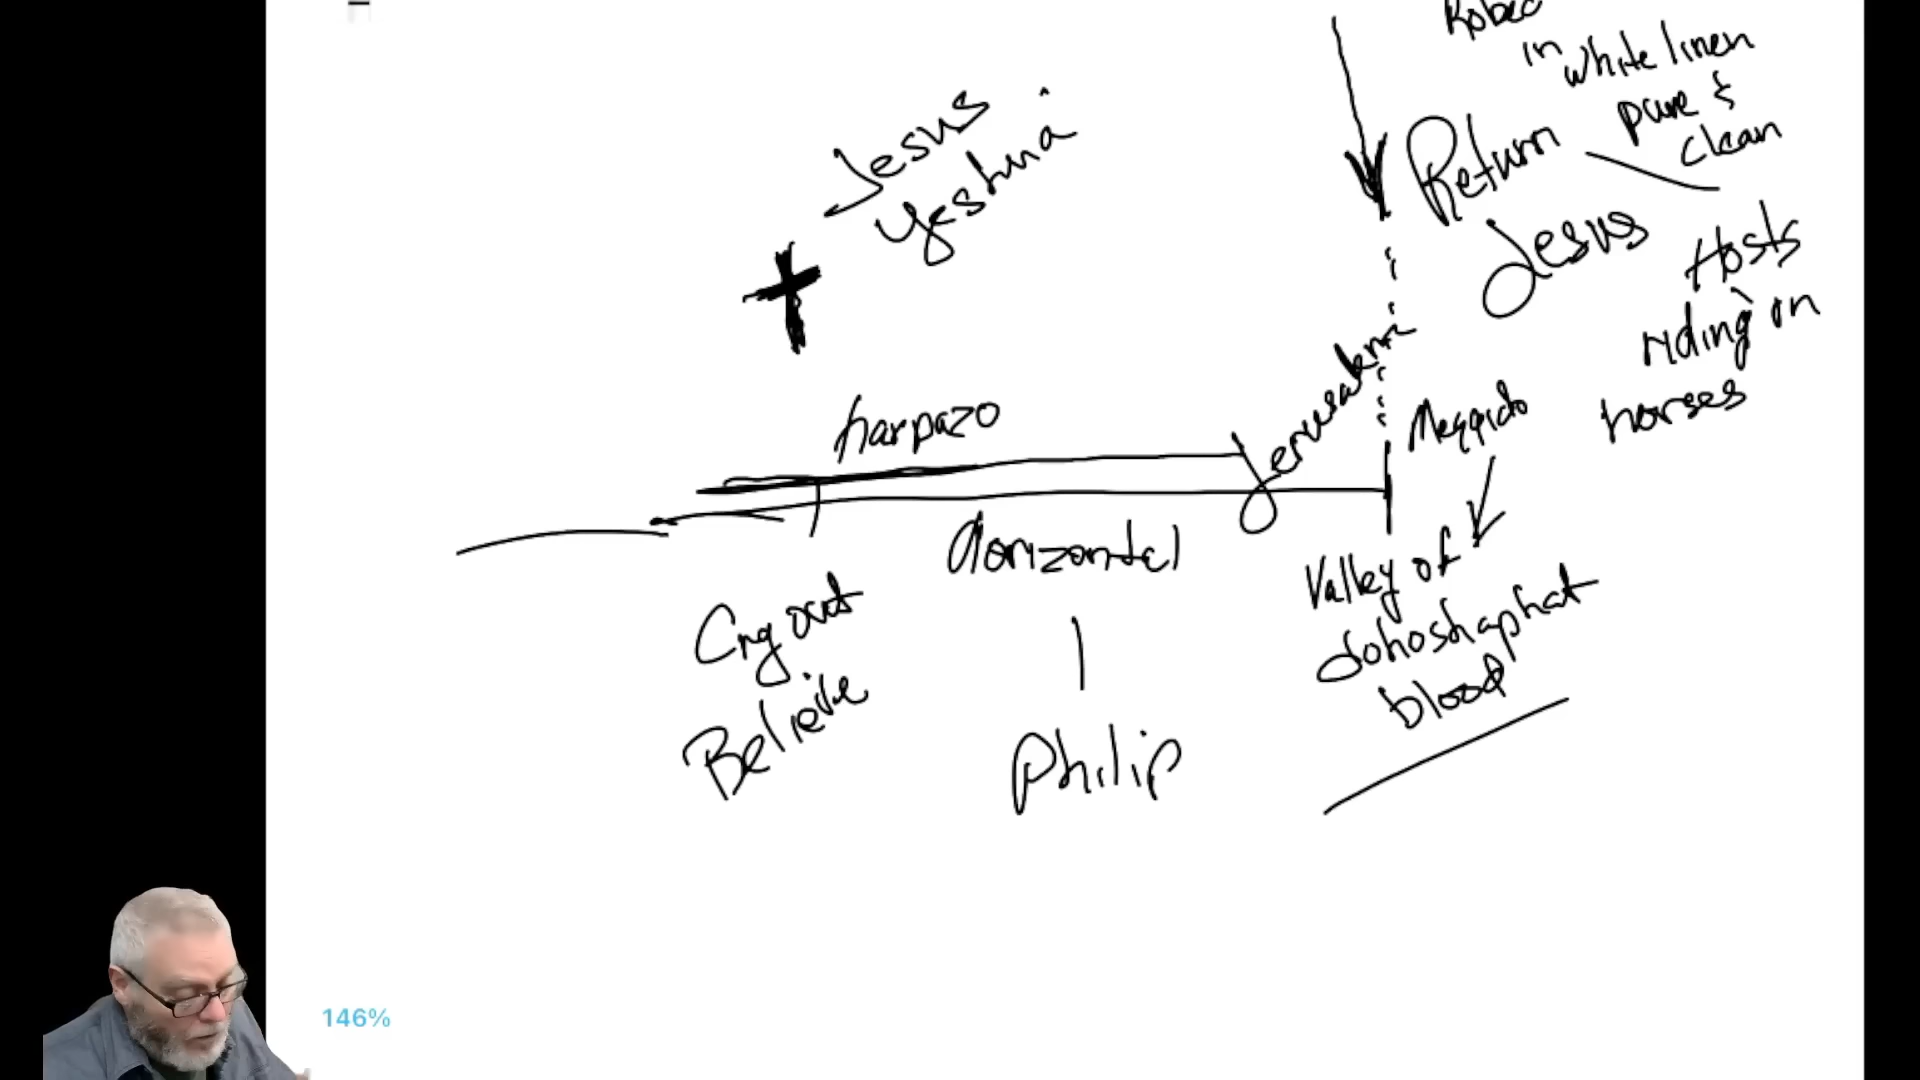 Robed
in
white linen
pure &
clean
Return
Jesus
Hosts
riding on
horses
Jesus
Yeshua
harpazo
Jerusalem
Meggido
Horizontal
Valley of
Johoshaphat
blood
Cry out
Believe
Philip
146%